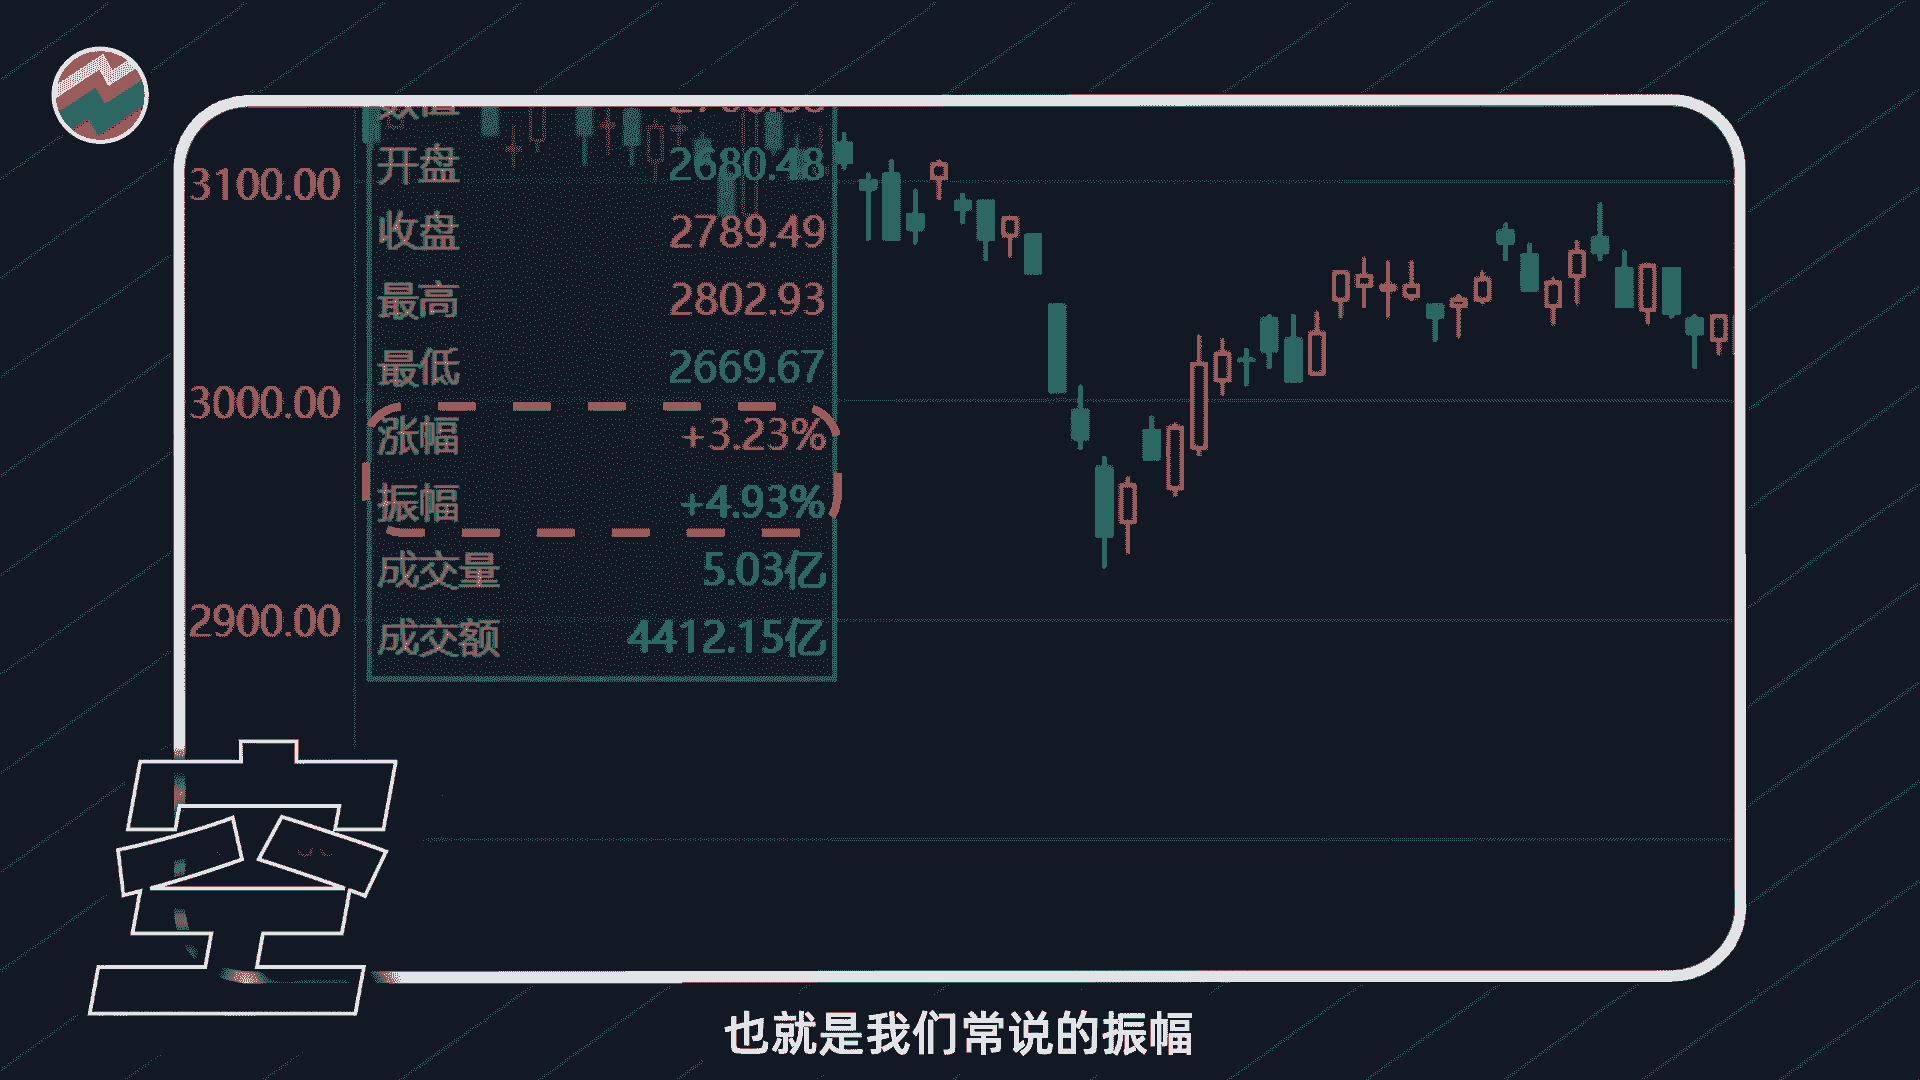 3100.00
3000.00
2900.00
开盘 2680.48
收盘 2789.49
最高 2802.93
最低 2669.67
涨幅 +3.23%
振幅 +4.93%
成交量 5.03亿
成交额 4412.15亿
空
也就是我们常说的振幅